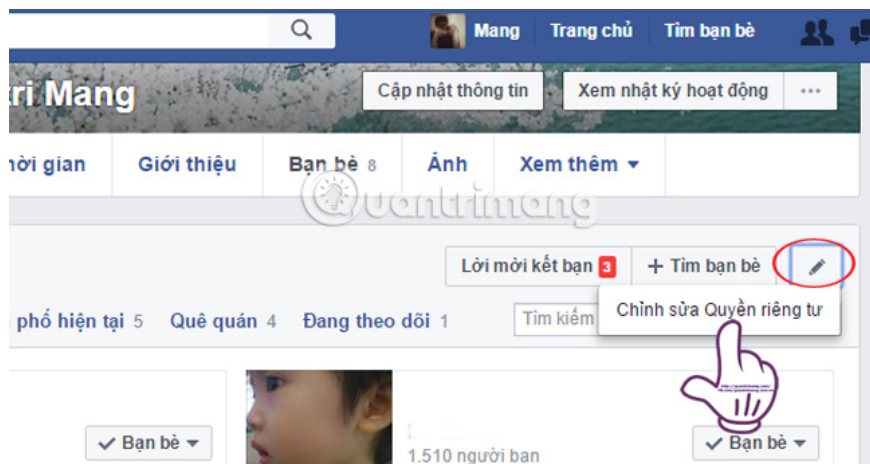 Mang Trang chủ Tìm bạn bè
tri Mang Cập nhật thông tin Xem nhật ký hoạt động ...
hời gian Giới thiệu Bạn bè 8 Ảnh Xem thêm
Quantrimang
Lời mời kết bạn 3 + Tìm bạn bè
Chỉnh sửa Quyền riêng tư
phố hiện tại 5 Quê quán 4 Đang theo dõi 1 Tìm kiếm
Bạn bè Bạn bè
1.510 người bạn